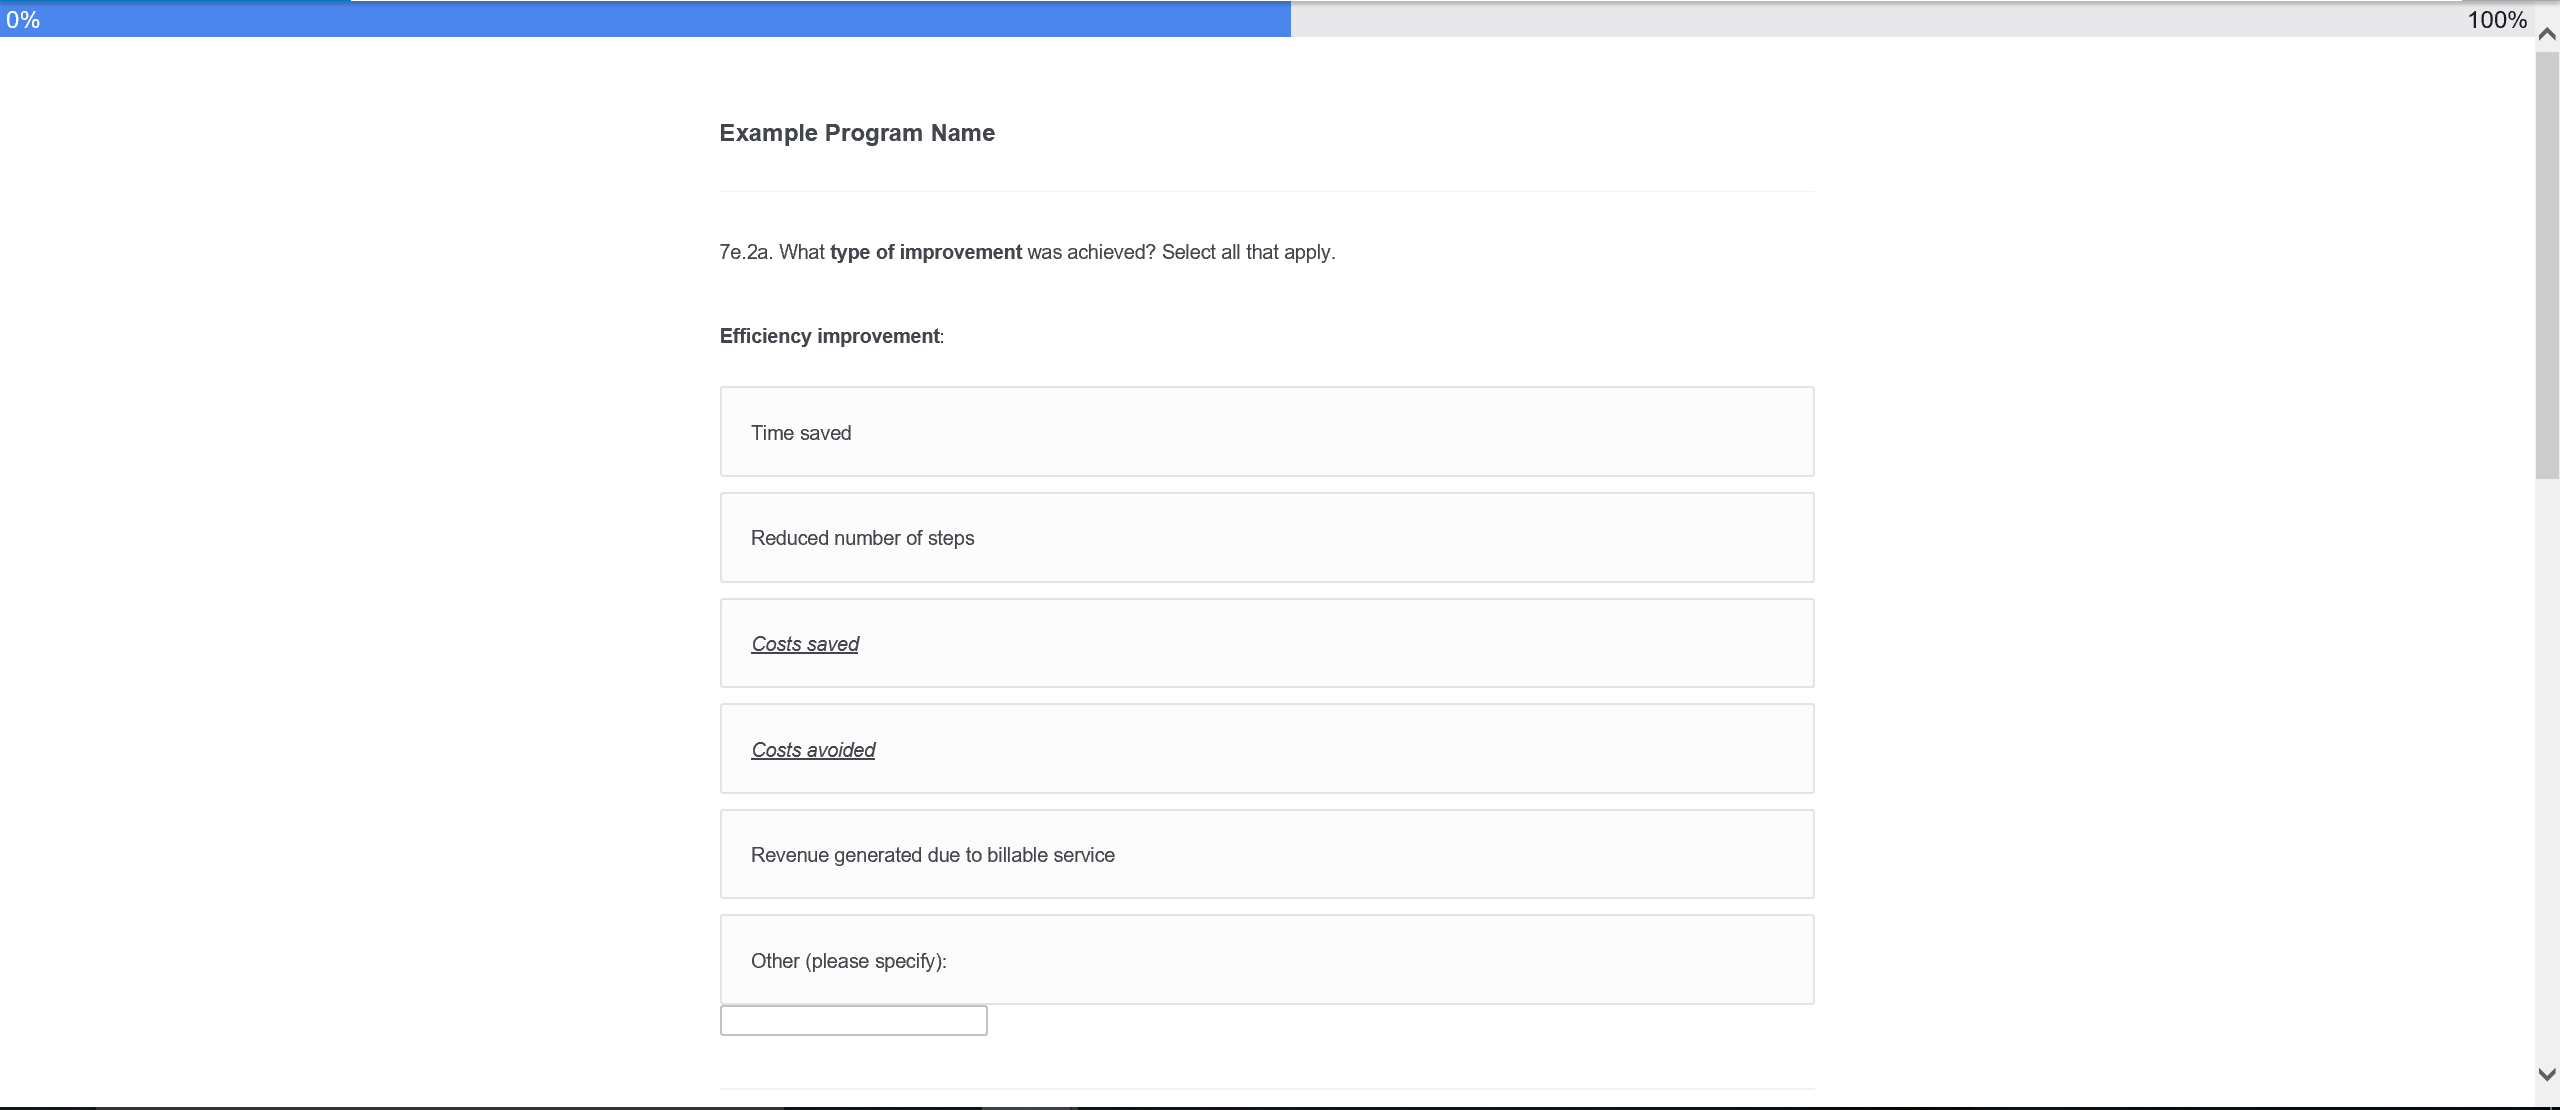 0% 100%
Example Program Name
7e.2a. What type of improvement was achieved? Select all that apply.
Efficiency improvement:
Time saved
Reduced number of steps
Costs saved
Costs avoided
Revenue generated due to billable service
Other (please specify):